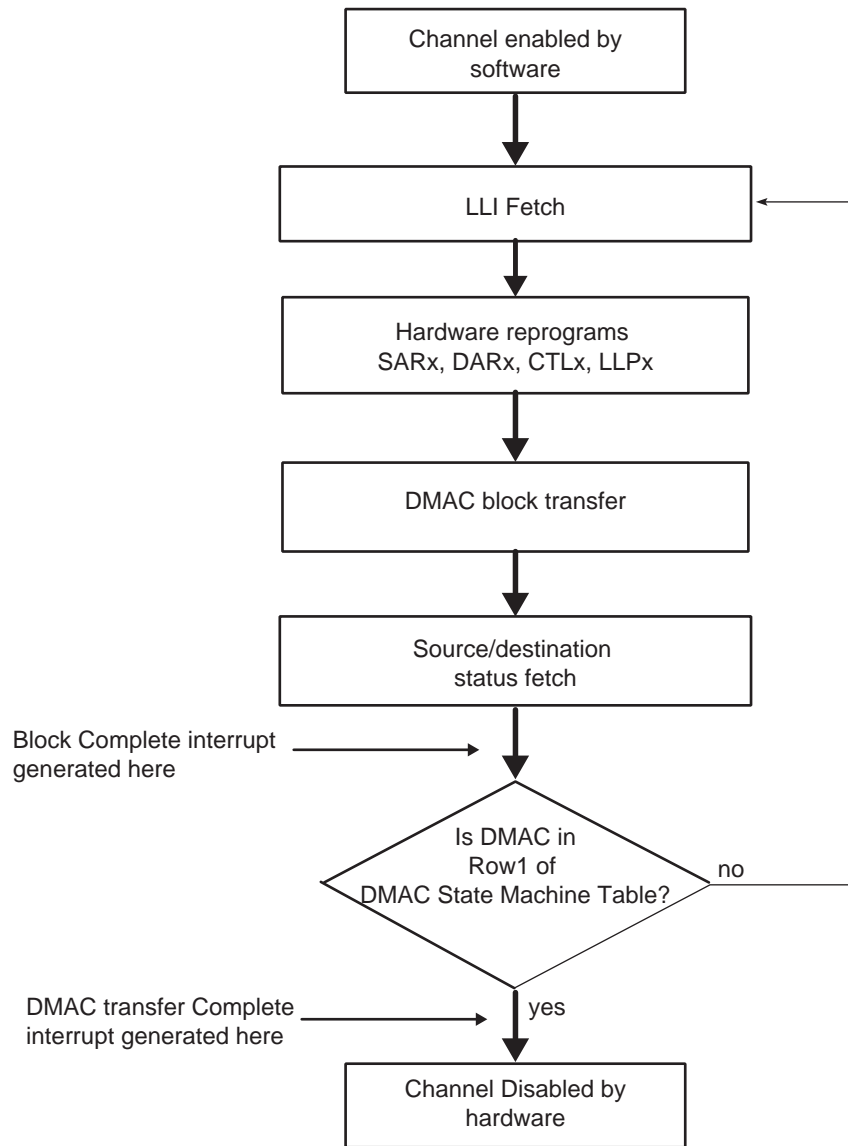 Channel enabled by
software
LLI Fetch
Hardware reprograms
SARx, DARx, CTLx, LLPx
DMAC block transfer
Source/destination
status fetch
Block Complete interrupt
generated here
Is DMAC in
Row1 of
DMAC State Machine Table?
no
DMAC transfer Complete
interrupt generated here
yes
Channel Disabled by
hardware